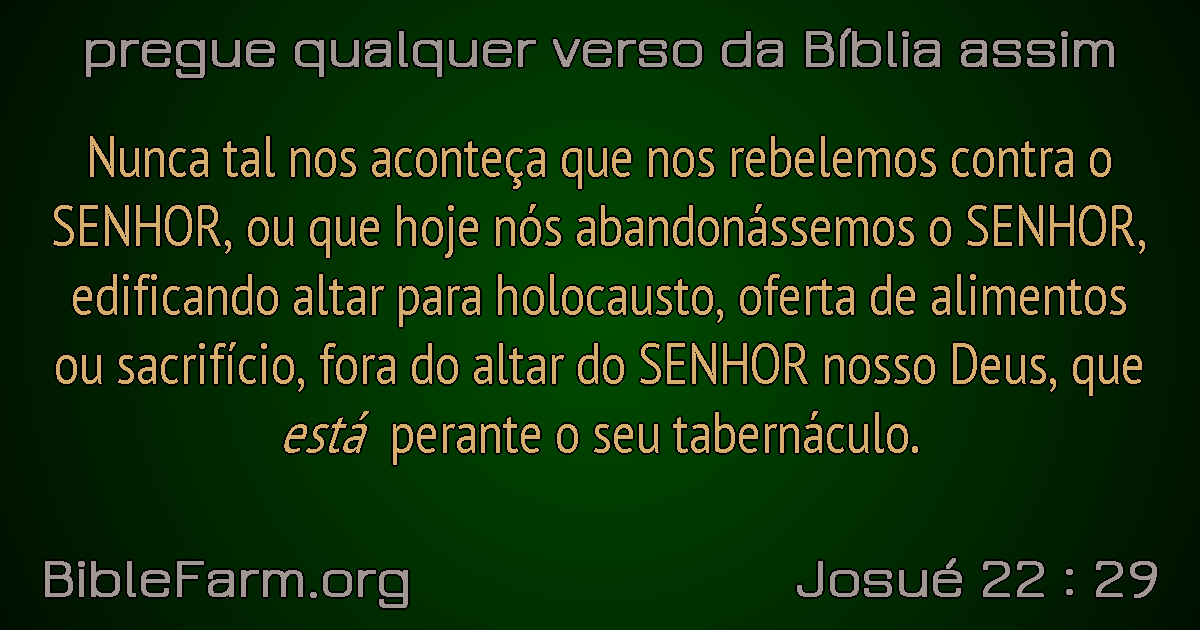 pregue qualquer verso da Bíblia assim
Nunca tal nos aconteça que nos rebelemos contra o
SENHOR, ou que hoje nós abandonássemos o SENHOR,
edificando altar para holocausto, oferta de alimentos
ou sacrifício, fora do altar do SENHOR nosso Deus, que
está perante o seu tabernáculo.
BibleFarm.org
Josué 22 : 29